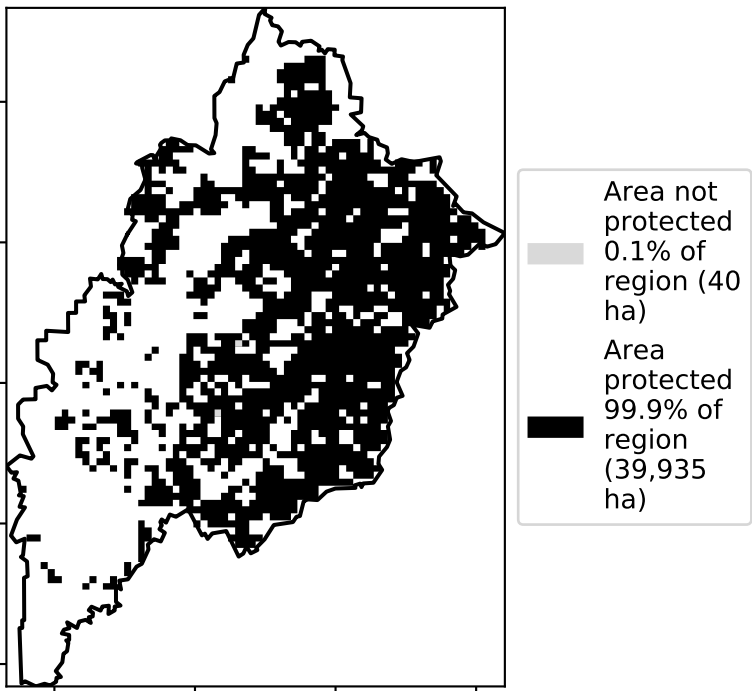 Area not
protected
0.1% of
region (40
ha)
Area
protected
99.9% of
region
(39,935
ha)